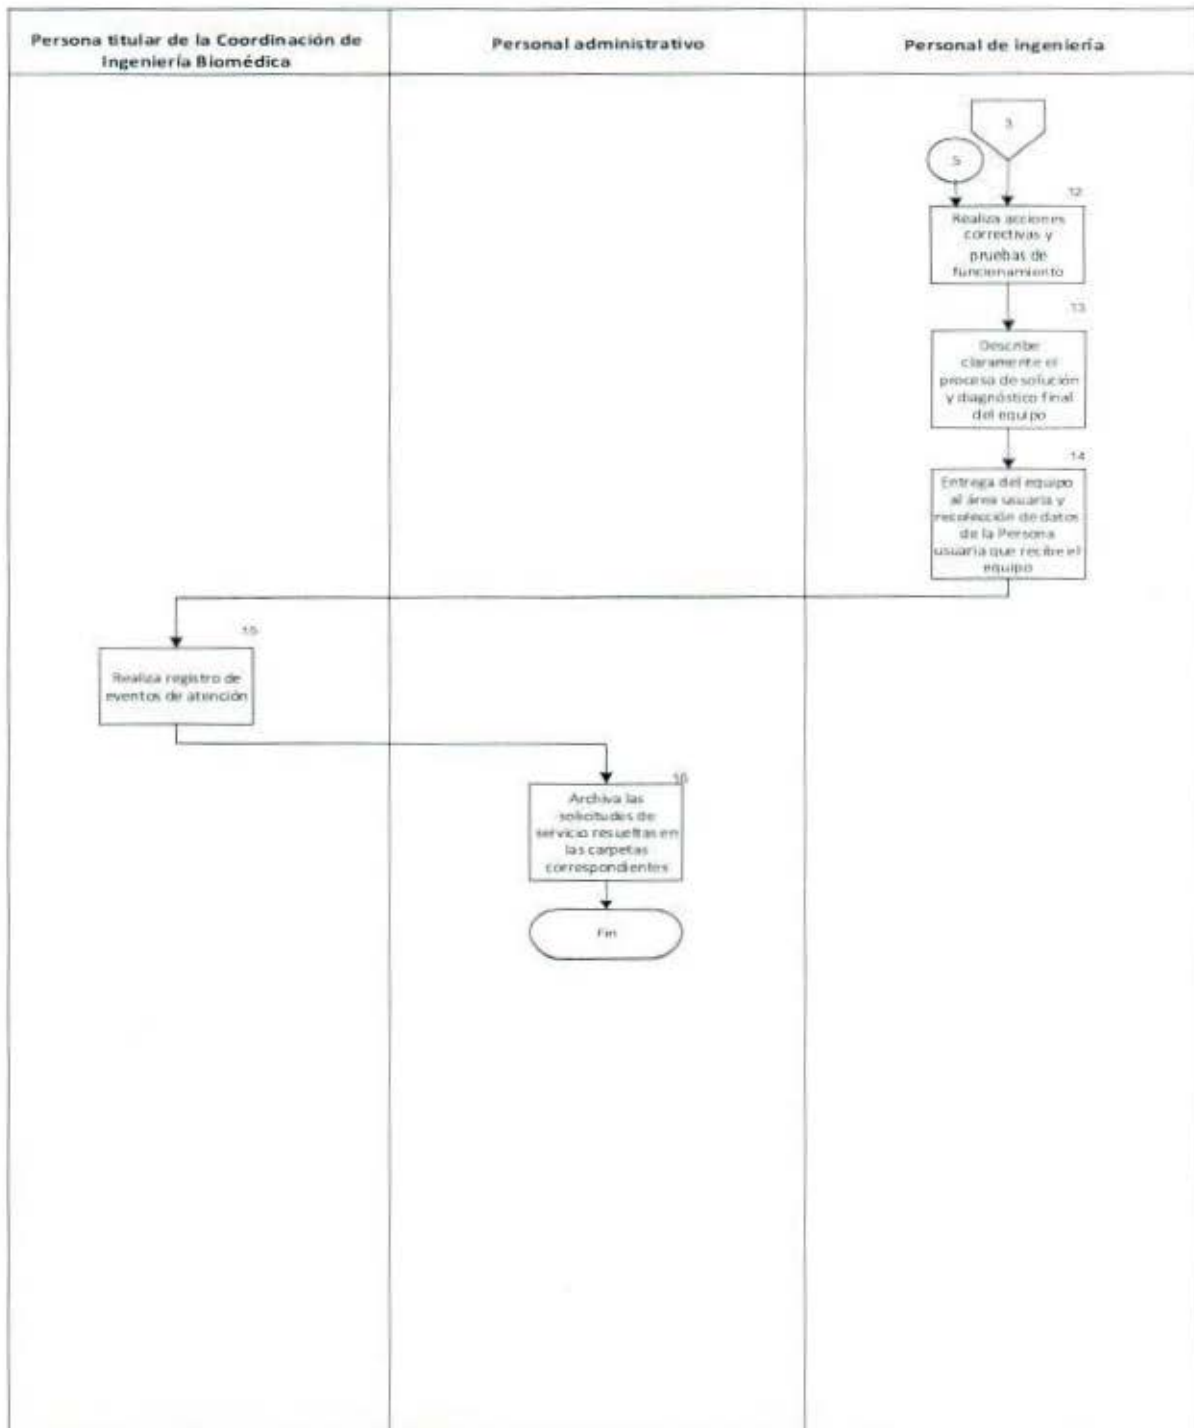 Persona titular de la Coordinación de
Ingeniería Biomédica
Personal administrativo
Personal de ingeniería
3
5
12
Realiza acciones
correctivas y
pruebas de
funcionamiento
13
Describe
claramente el
proceso de solución
y diagnóstico final
del equipo
14
Entrega del equipo
al área usuaria y
recolección de datos
de la Persona
usuaria que recibe el
equipo
15
Realiza registro de
eventos de atención
16
Archiva las
solicitudes de
servicio resueltas en
las carpetas
correspondientes
Fin